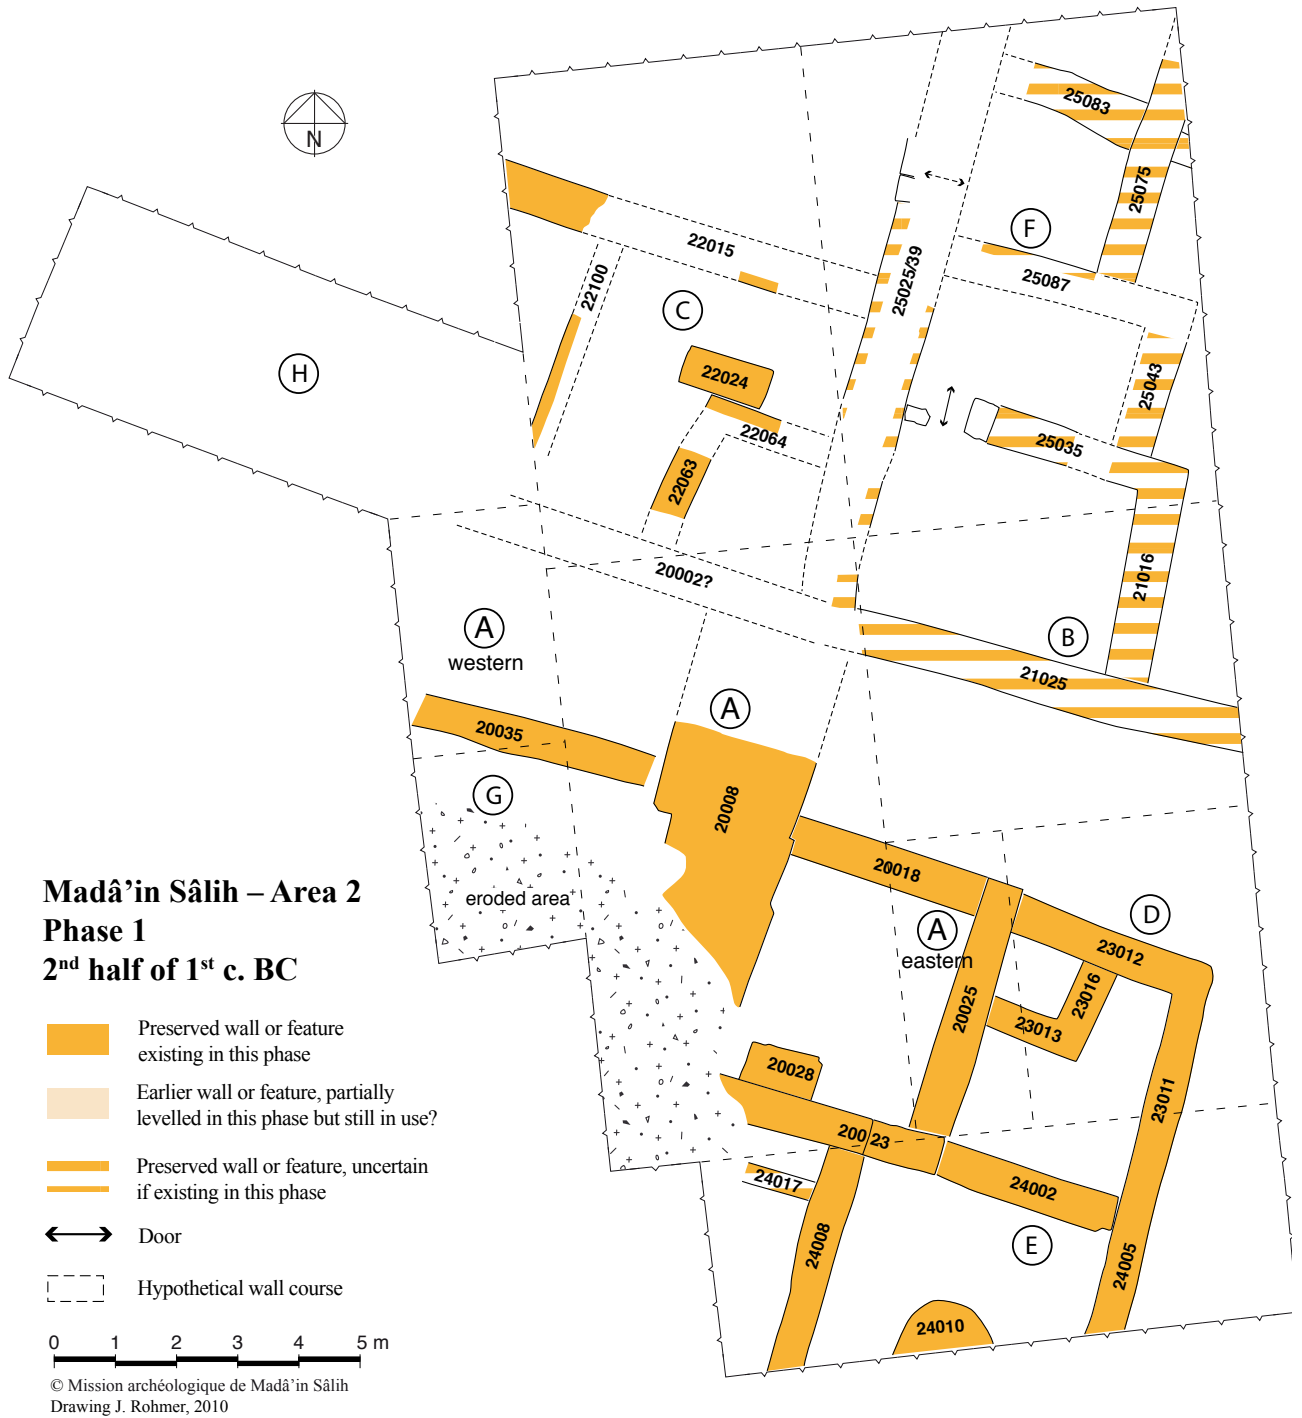 N
25083
25075
F
22015
25025/39
25087
22100
C
H
22024
25043
22064
25035
22063
20002?
21016
A
western
B
21025
A
20035
G
20008
20018
eroded area
A
eastern
D
23012
23016
20025
23013
20028
23011
20023
24017
24002
24008
E
24005
24010
Madâ’in Sâlih – Area 2
Phase 1
2nd half of 1st c. BC
Preserved wall or feature
existing in this phase
Earlier wall or feature, partially
levelled in this phase but still in use?
Preserved wall or feature, uncertain
if existing in this phase
Door
Hypothetical wall course
0 1 2 3 4 5 m
© Mission archéologique de Madâ’in Sâlih
Drawing J. Rohmer, 2010